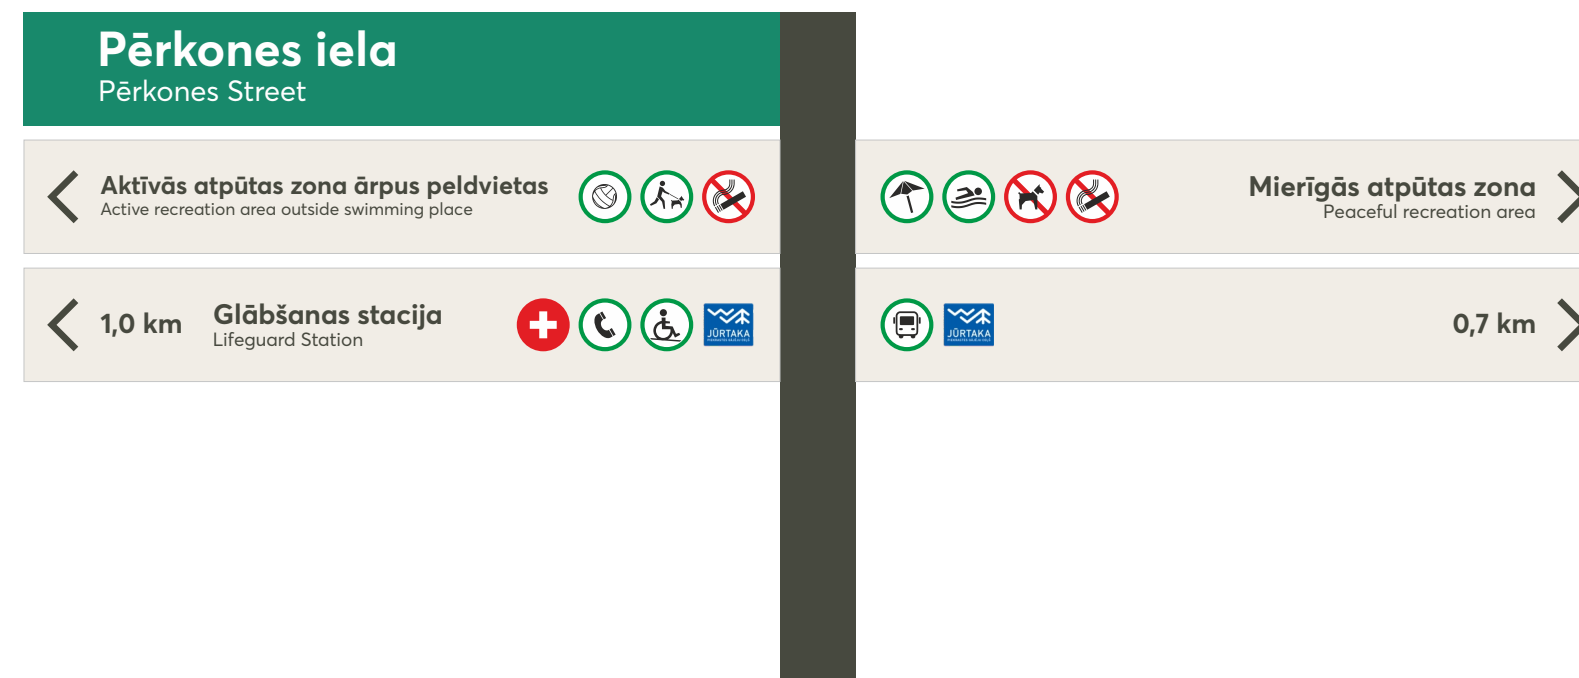 Pērkones iela
Pērkones Street
Aktīvās atpūtas zona ārpus peldvietas
Active recreation area outside swimming place
Mierīgās atpūtas zona
Peaceful recreation area
1,0 km
Glābšanas stacija
Lifeguard Station
JŪRTAKA
JŪRTAKA
0,7 km